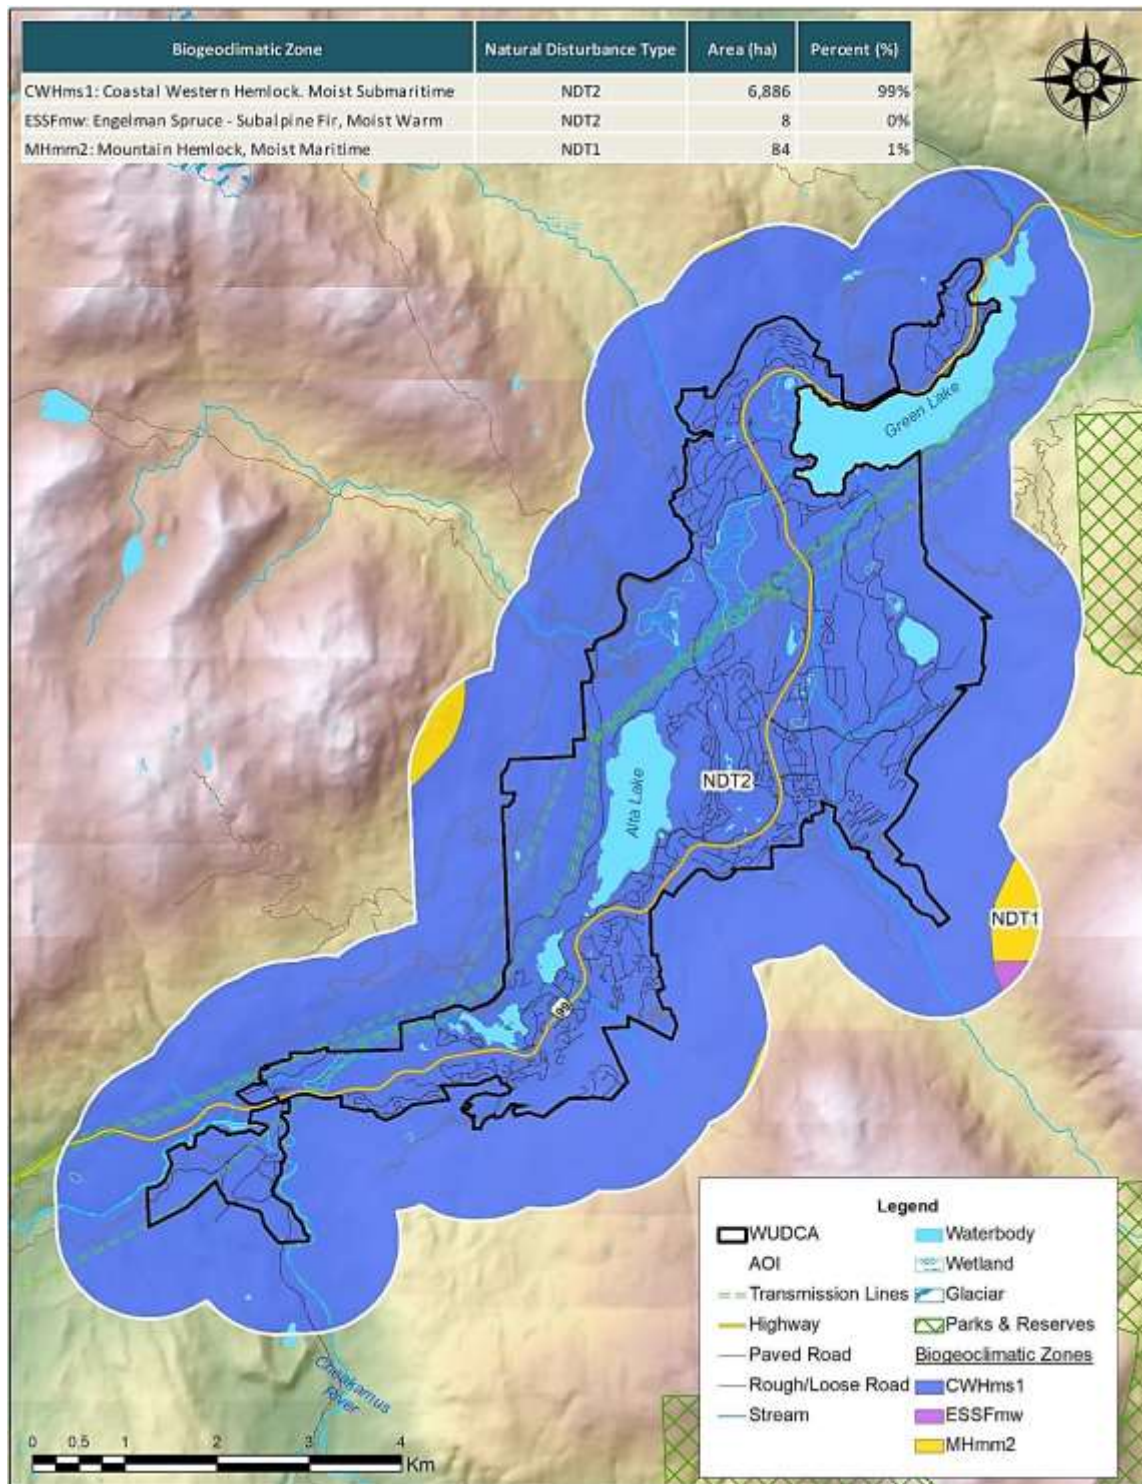 Biogeoclimatic Zone Natural Disturbance Type Area (ha) Percent (%)
CWHms1: Coastal Western Hemlock. Moist Submaritime NDT2 6,886 99%
ESSFmw: Engelman Spruce - Subalpine Fir, Moist Warm NDT2 8 0%
MHmm2: Mountain Hemlock, Moist Maritime NDT1 84 1%
Green Lake
Alta Lake
NDT2
NDT1
99
Cheakamus
River
Legend
WUDCA
AOI
Transmission Lines
Highway
Paved Road
Rough/Loose Road
Stream
Waterbody
Wetland
Glaciar
Parks & Reserves
Biogeoclimatic Zones
CWHms1
ESSFmw
MHmm2
0 0.5 1 2 3 4
Km